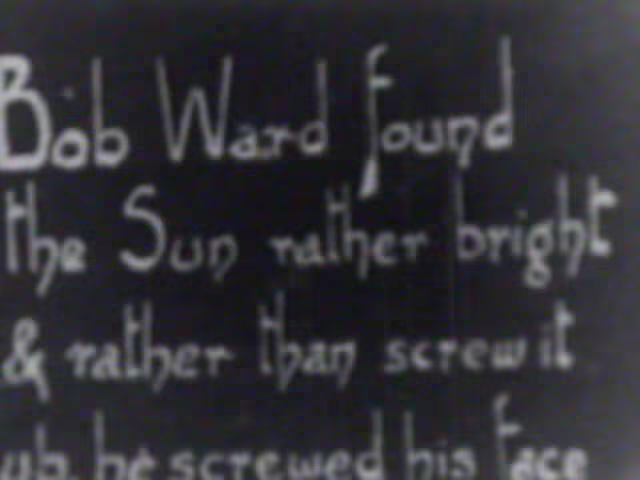 Bob Ward found
the Sun rather bright
& rather than screw it
up, he screwed his face